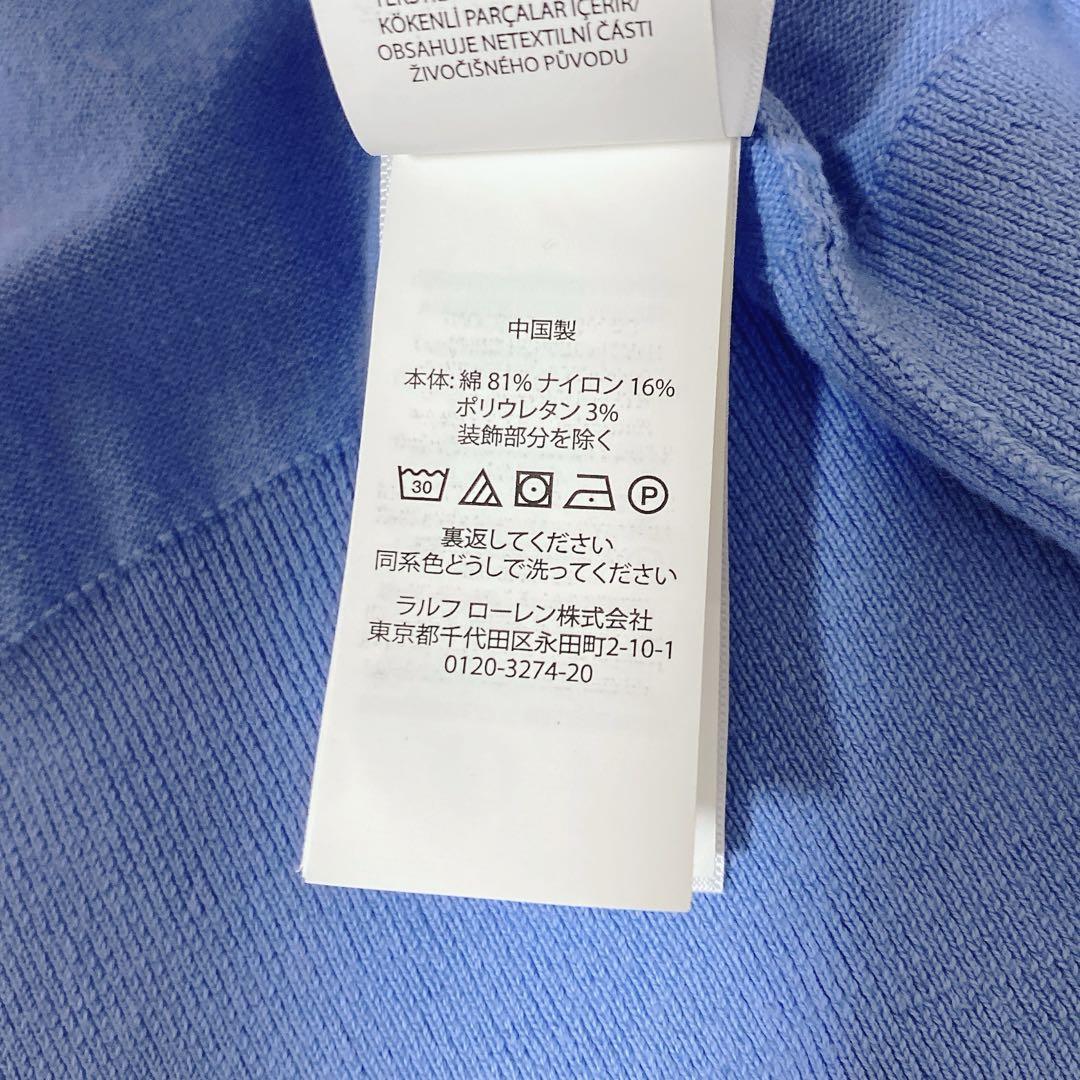 KÖKENLİ PARÇALAR İÇERİR/
OBSAHUJE NETEXTILNÍ ČÁSTI
ŽIVOČIŠNÉHO PŮVODU
中国製
本体: 綿 81% ナイロン 16%
ポリウレタン 3%
装飾部分を除く
30 P
裏返してください
同系色どうしで洗ってください
ラルフ ローレン株式会社
東京都千代田区永田町2-10-1
0120-3274-20